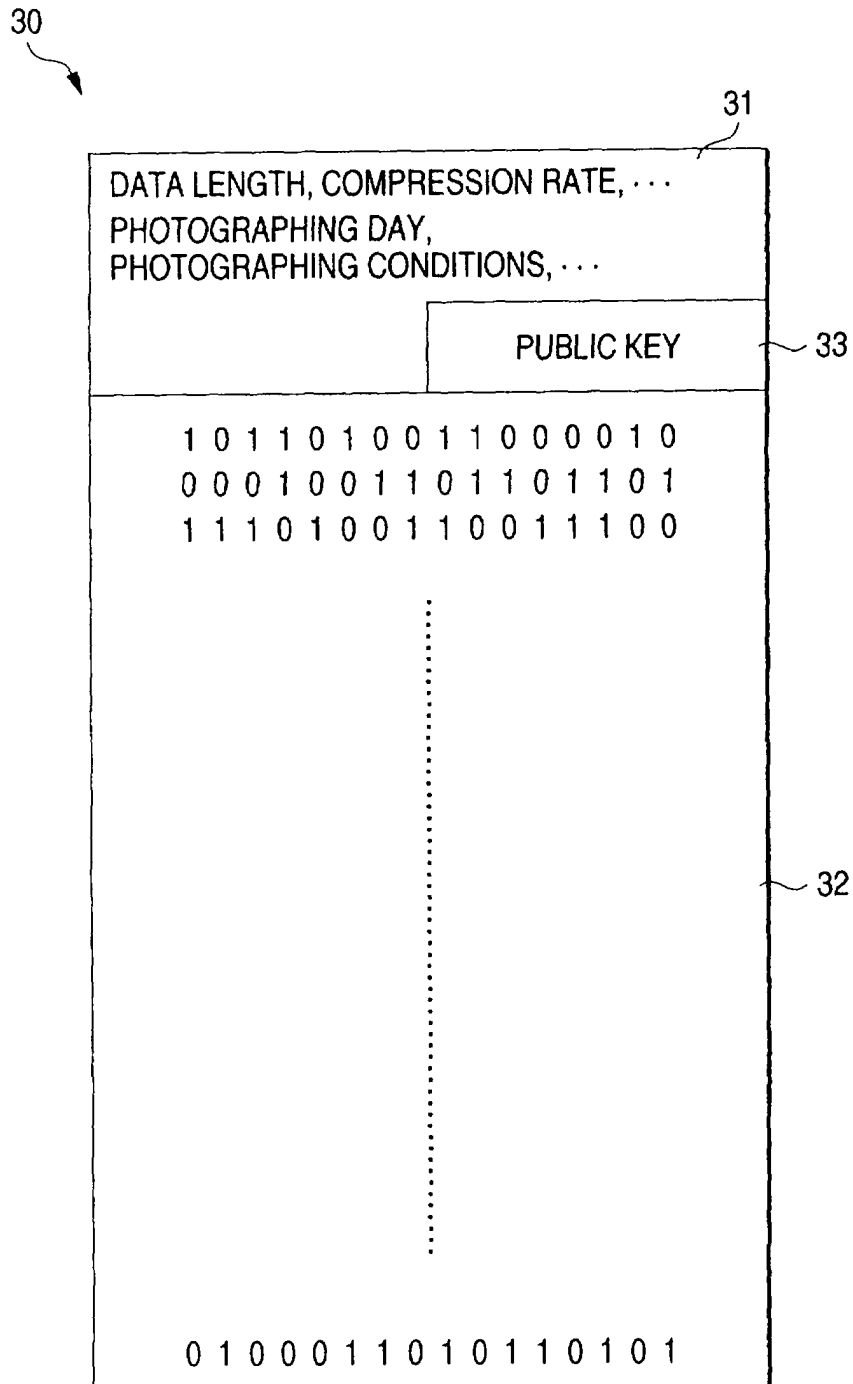 30
31
DATA LENGTH, COMPRESSION RATE, ···
PHOTOGRAPHING DAY,
PHOTOGRAPHING CONDITIONS, ···
PUBLIC KEY
33
1 0 1 1 0 1 0 0 1 1 0 0 0 0 1 0
0 0 0 1 0 0 1 1 0 1 1 0 1 1 0 1
1 1 1 0 1 0 0 1 1 0 0 1 1 1 0 0
32
0 1 0 0 0 1 1 0 1 0 1 1 0 1 0 1